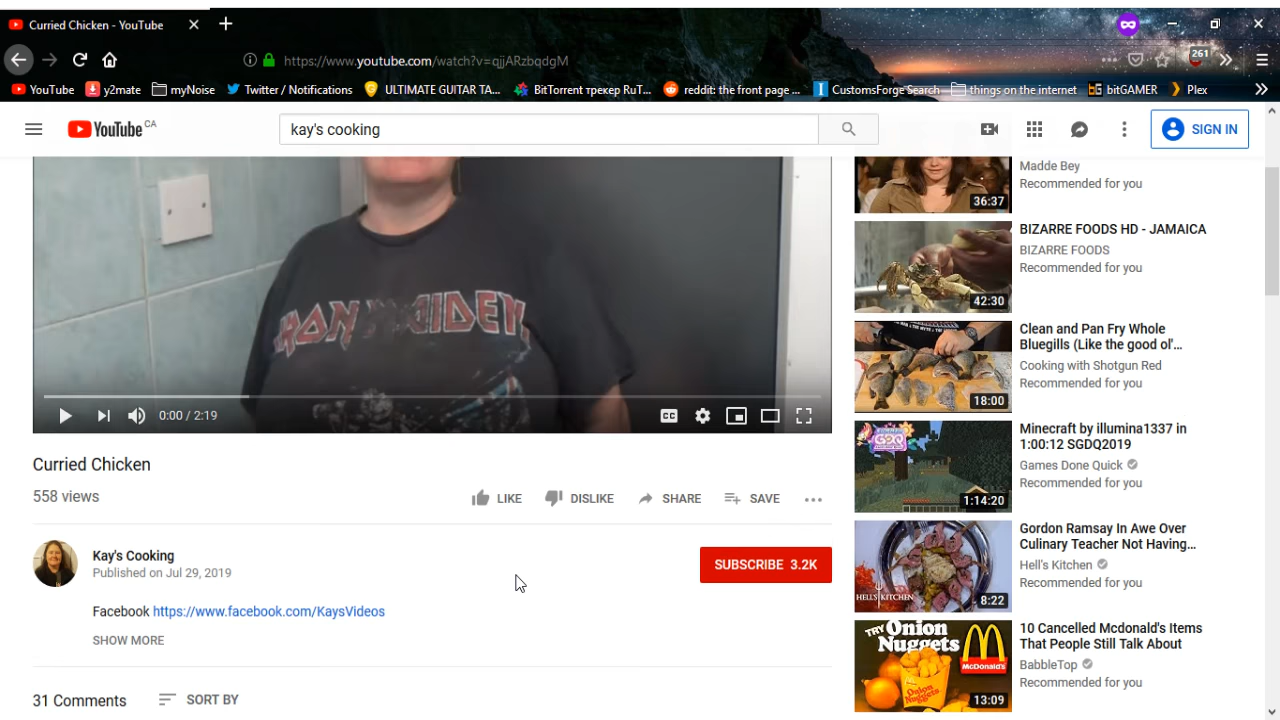 Curried Chicken - YouTube
https://www.youtube.com/watch?v=qjjARzbqdgM
261
YouTube y2mate myNoise Twitter / Notifications ULTIMATE GUITAR TA... BitTorrent трекер RuT... reddit: the front page ... CustomsForge Search things on the internet bitGAMER Plex
YouTube CA
kay's cooking
SIGN IN
IRON MAIDEN
0:00 / 2:19
CC
Curried Chicken
558 views
LIKE DISLIKE SHARE SAVE
Kay's Cooking
Published on Jul 29, 2019
SUBSCRIBE 3.2K
Facebook https://www.facebook.com/KaysVideos
SHOW MORE
31 Comments SORT BY
Madde Bey
Recommended for you
36:37
BIZARRE FOODS HD - JAMAICA
BIZARRE FOODS
Recommended for you
42:30
Clean and Pan Fry Whole
Bluegills (Like the good ol'...
Cooking with Shotgun Red
Recommended for you
18:00
Minecraft by illumina1337 in
1:00:12 SGDQ2019
Games Done Quick
Recommended for you
1:14:20
Gordon Ramsay In Awe Over
Culinary Teacher Not Having...
Hell's Kitchen
Recommended for you
HELL'S KITCHEN
8:22
10 Cancelled Mcdonald's Items
That People Still Talk About
BabbleTop
Recommended for you
TRY Onion
Nuggets
McDonald's
13:09